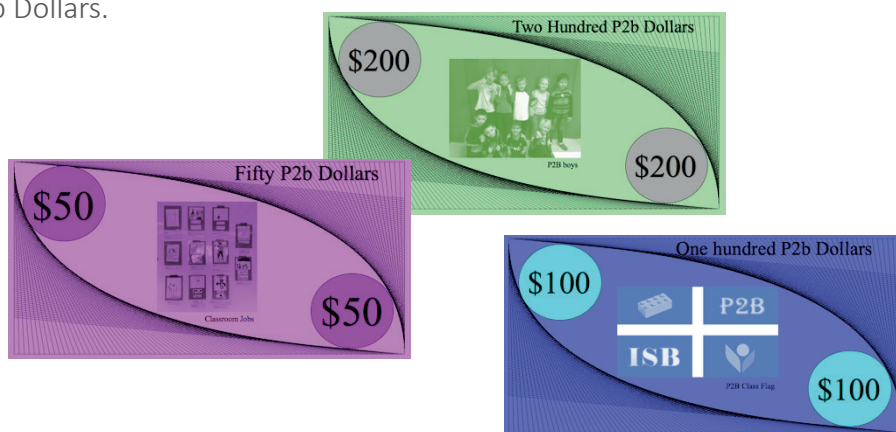 b Dollars.
Two Hundred P2b Dollars
$200
$200
P2B boys
Fifty P2b Dollars
$50
Classroom Jobs
$50
One hundred P2b Dollars
$100
P2B
ISB
P2B Class Flag
$100